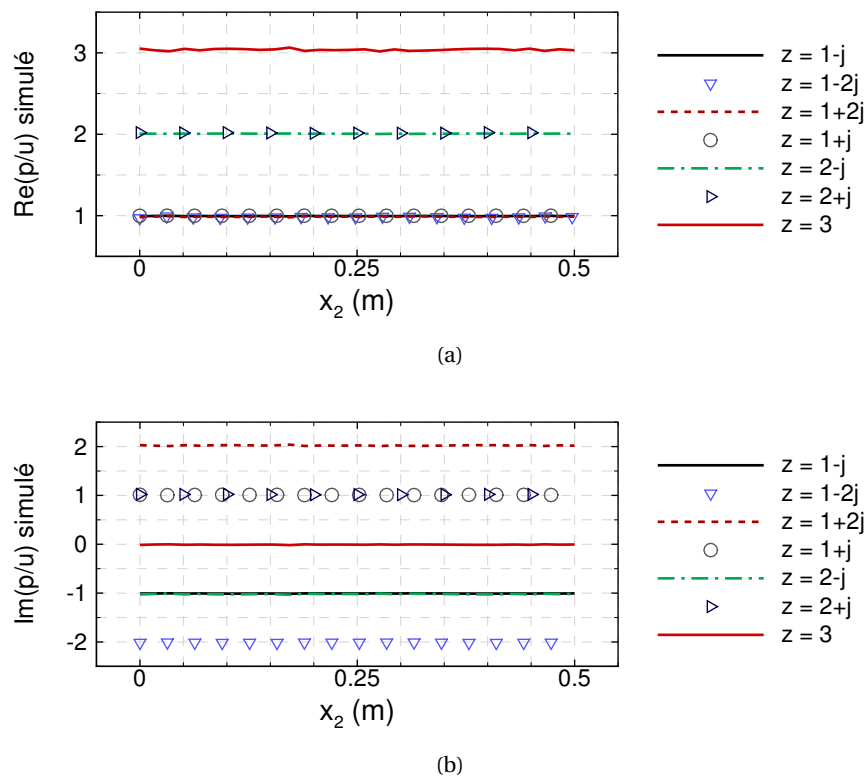 Re(p/u) simulé
3
2
1
0
0.25
0.5
x_2 (m)
z = 1-j
z = 1-2j
z = 1+2j
z = 1+j
z = 2-j
z = 2+j
z = 3
(a)
Im(p/u) simulé
2
1
0
-1
-2
0
0.25
0.5
x_2 (m)
z = 1-j
z = 1-2j
z = 1+2j
z = 1+j
z = 2-j
z = 2+j
z = 3
(b)